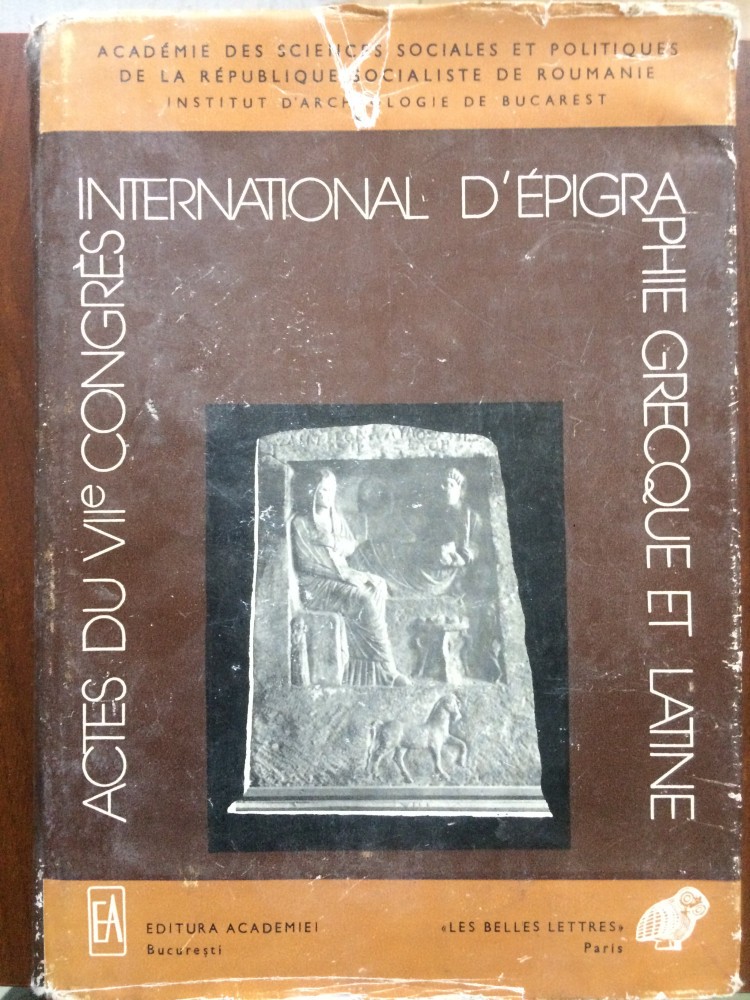 ACADÉMIE DES SCIENCES SOCIALES ET POLITIQUES
DE LA RÉPUBLIQUE SOCIALISTE DE ROUMANIE
INSTITUT D'ARCHÉOLOGIE DE BUCAREST
ACTES DU VIIe CONGRÈS
INTERNATIONAL D'ÉPIGRA
PHIE GRECQUE ET LATINE
EA
EDITURA ACADEMIEI
București
«LES BELLES LETTRES»
Paris